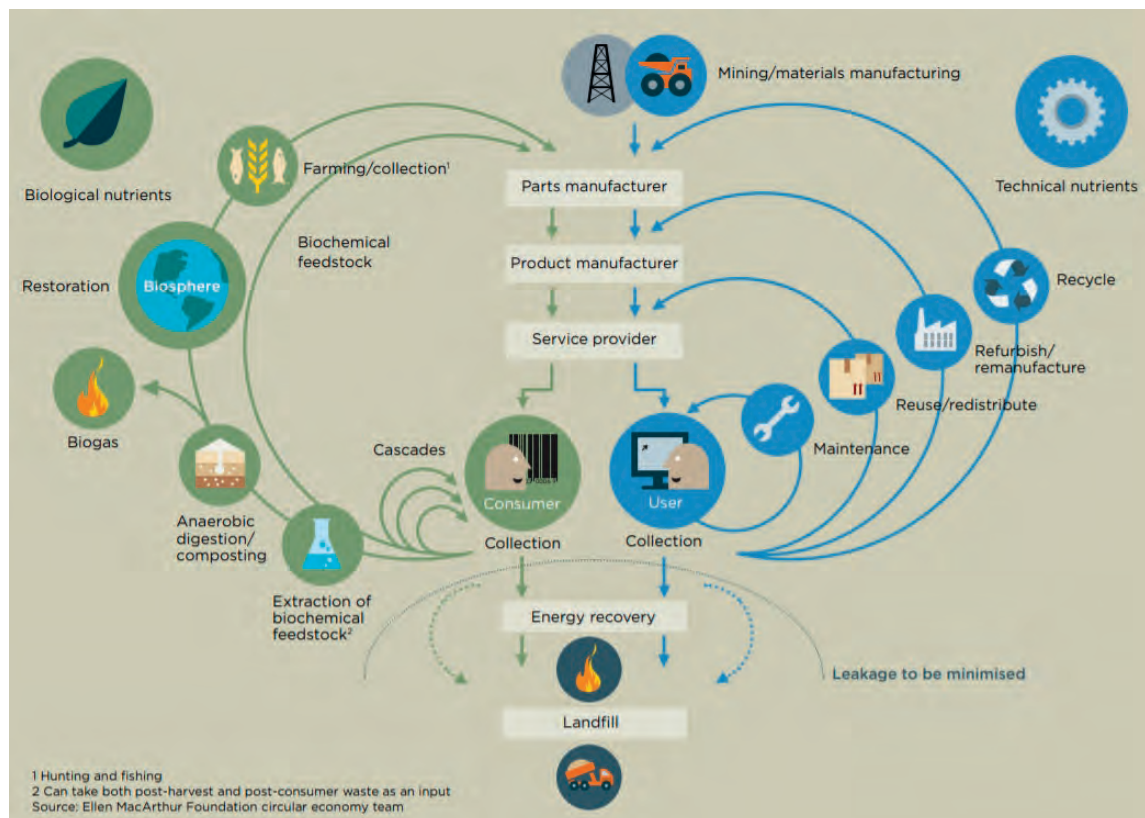 Mining/materials manufacturing
Biological nutrients
Farming/collection¹
Parts manufacturer
Technical nutrients
Biochemical
feedstock
Product manufacturer
Restoration
Biosphere
Recycle
Service provider
Refurbish/
remanufacture
Reuse/redistribute
Biogas
Cascades
Maintenance
Consumer
User
Anaerobic
digestion/
composting
Collection
Collection
Extraction of
biochemical
feedstock²
Energy recovery
Leakage to be minimised
Landfill
1 Hunting and fishing
2 Can take both post-harvest and post-consumer waste as an input
Source: Ellen MacArthur Foundation circular economy team